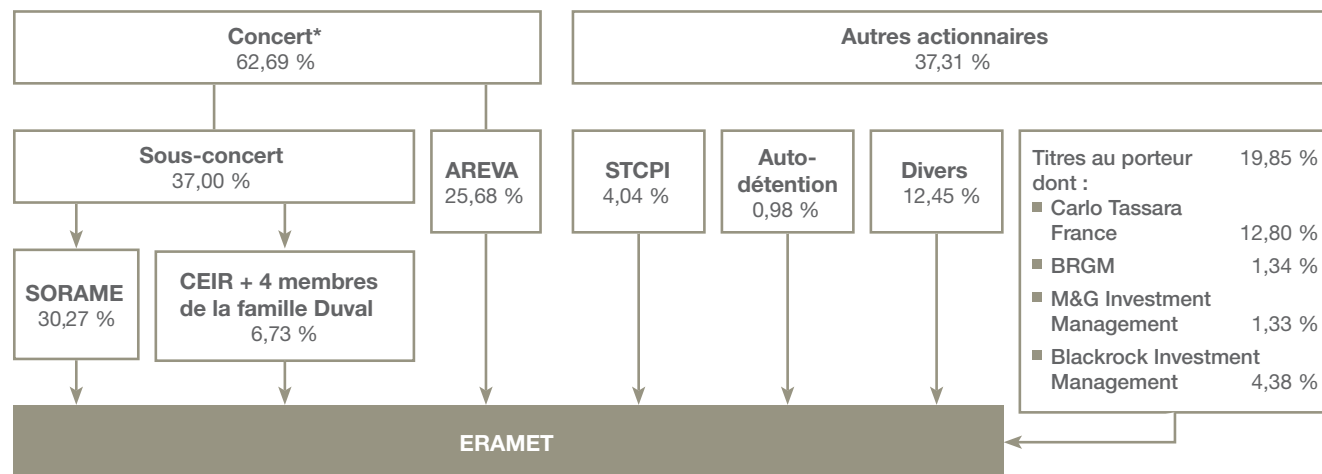 Concert*
62,69 %
Autres actionnaires
37,31 %
Sous-concert
37,00 %
AREVA
25,68 %
STCPI
4,04 %
Auto-
détention
0,98 %
Divers
12,45 %
Titres au porteur 19,85 %
dont :
■ Carlo Tassara
France 12,80 %
■ BRGM 1,34 %
■ M&G Investment
Management 1,33 %
■ Blackrock Investment
Management 4,38 %
SORAME
30,27 %
CEIR + 4 membres
de la famille Duval
6,73 %
ERAMET